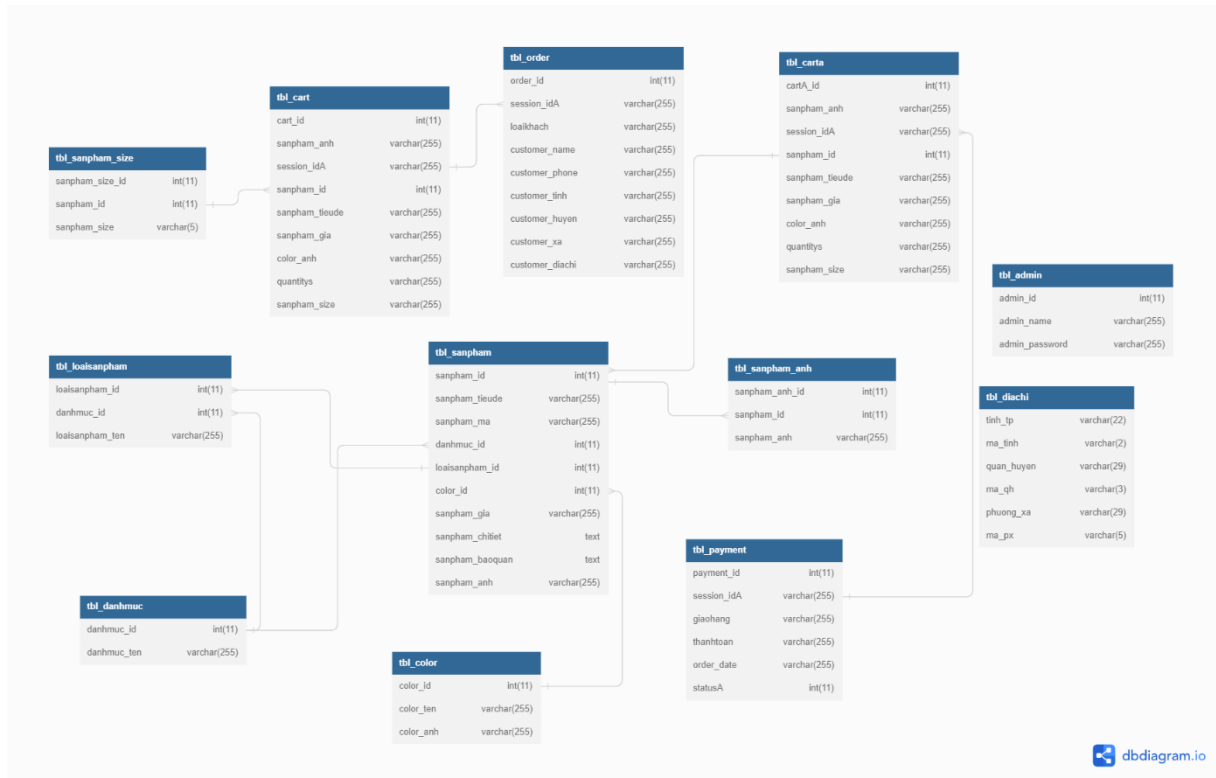 tbl_order
order_id int(11)
session_idA varchar(255)
loaikhach varchar(255)
customer_name varchar(255)
customer_phone varchar(255)
customer_tinh varchar(255)
customer_huyen varchar(255)
customer_xa varchar(255)
customer_diachi varchar(255)
tbl_carta
cartA_id int(11)
sanpham_anh varchar(255)
session_idA varchar(255)
sanpham_id int(11)
sanpham_tieude varchar(255)
sanpham_gia varchar(255)
color_anh varchar(255)
quantitys varchar(255)
sanpham_size varchar(255)
tbl_cart
cart_id int(11)
sanpham_anh varchar(255)
session_idA varchar(255)
sanpham_id int(11)
sanpham_tieude varchar(255)
sanpham_gia varchar(255)
color_anh varchar(255)
quantitys varchar(255)
sanpham_size varchar(255)
tbl_sanpham_size
sanpham_size_id int(11)
sanpham_id int(11)
sanpham_size varchar(5)
tbl_admin
admin_id int(11)
admin_name varchar(255)
admin_password varchar(255)
tbl_loaisanpham
loaisanpham_id int(11)
danhmuc_id int(11)
loaisanpham_ten varchar(255)
tbl_sanpham
sanpham_id int(11)
sanpham_tieude varchar(255)
sanpham_ma varchar(255)
danhmuc_id int(11)
loaisanpham_id int(11)
color_id int(11)
sanpham_gia varchar(255)
sanpham_chitiet text
sanpham_baoquan text
sanpham_anh varchar(255)
tbl_sanpham_anh
sanpham_anh_id int(11)
sanpham_id int(11)
sanpham_anh varchar(255)
tbl_diachi
tinh_tp varchar(22)
ma_tinh varchar(2)
quan_huyen varchar(29)
ma_qh varchar(3)
phuong_xa varchar(29)
ma_px varchar(5)
tbl_payment
payment_id int(11)
session_idA varchar(255)
giaohang varchar(255)
thanhtoan varchar(255)
order_date varchar(255)
statusA int(11)
tbl_danhmuc
danhmuc_id int(11)
danhmuc_ten varchar(255)
tbl_color
color_id int(11)
color_ten varchar(255)
color_anh varchar(255)
dbdiagram.io